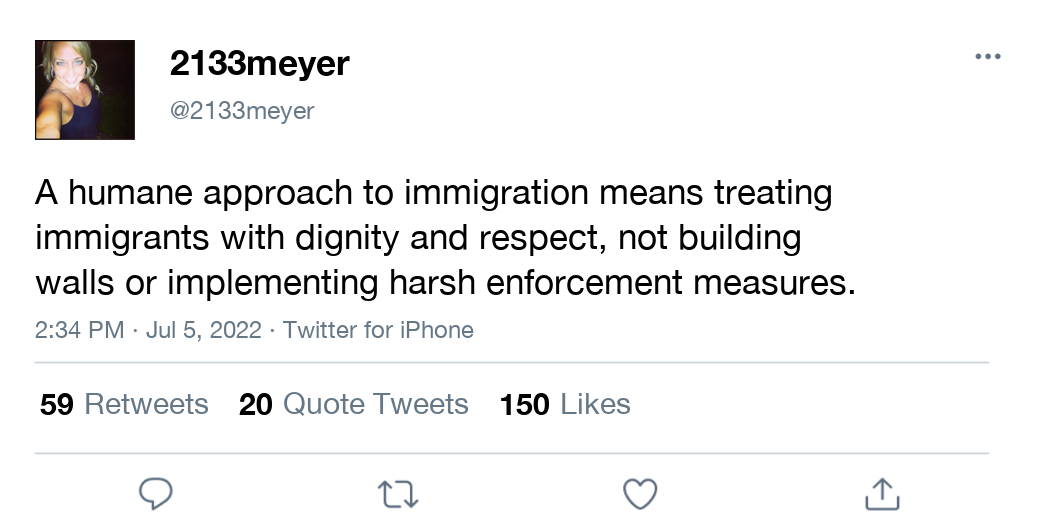 2133meyer
@2133meyer
A humane approach to immigration means treating
immigrants with dignity and respect, not building
walls or implementing harsh enforcement measures.
2:34 PM · Jul 5, 2022 · Twitter for iPhone
59 Retweets 20 Quote Tweets 150 Likes